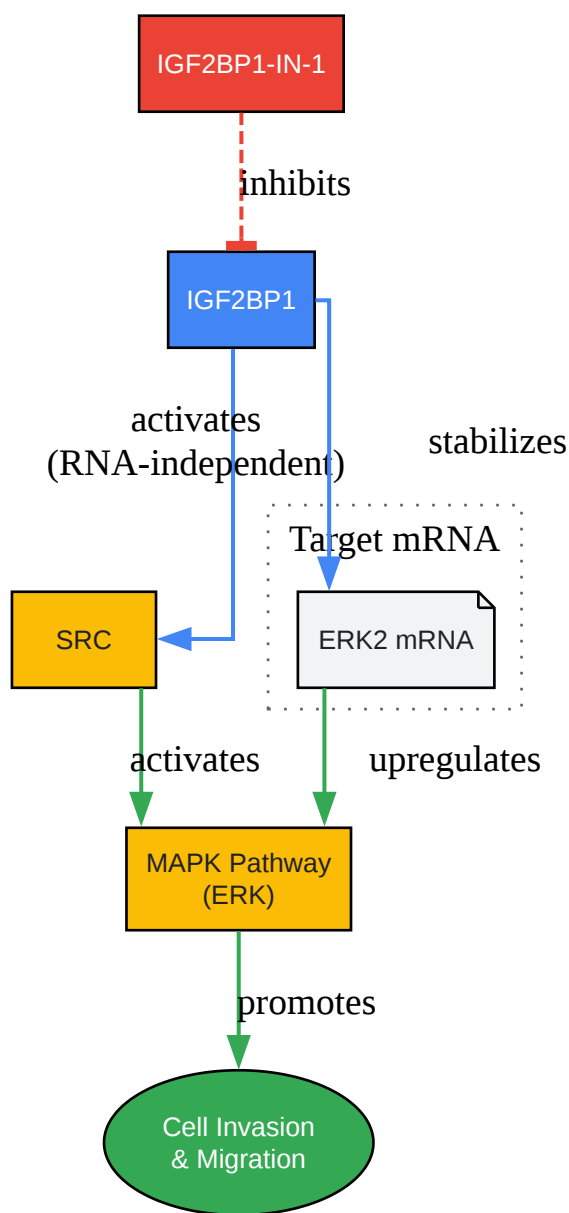 IGF2BP1-IN-1
inhibits
IGF2BP1
activates
(RNA-independent)
stabilizes
Target mRNA
SRC
ERK2 mRNA
activates
upregulates
MAPK Pathway
(ERK)
promotes
Cell Invasion
& Migration